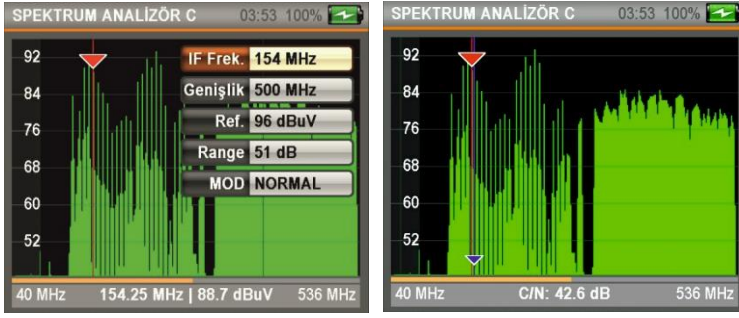 SPEKTRUM ANALİZÖR C 03:53 100%
92
84
76
68
60
52
IF Frek. 154 MHz
Genişlik 500 MHz
Ref. 96 dBuV
Range 51 dB
MOD NORMAL
40 MHz 154.25 MHz | 88.7 dBuV 536 MHz
SPEKTRUM ANALİZÖR C 03:53 100%
92
84
76
68
60
52
40 MHz C/N: 42.6 dB 536 MHz